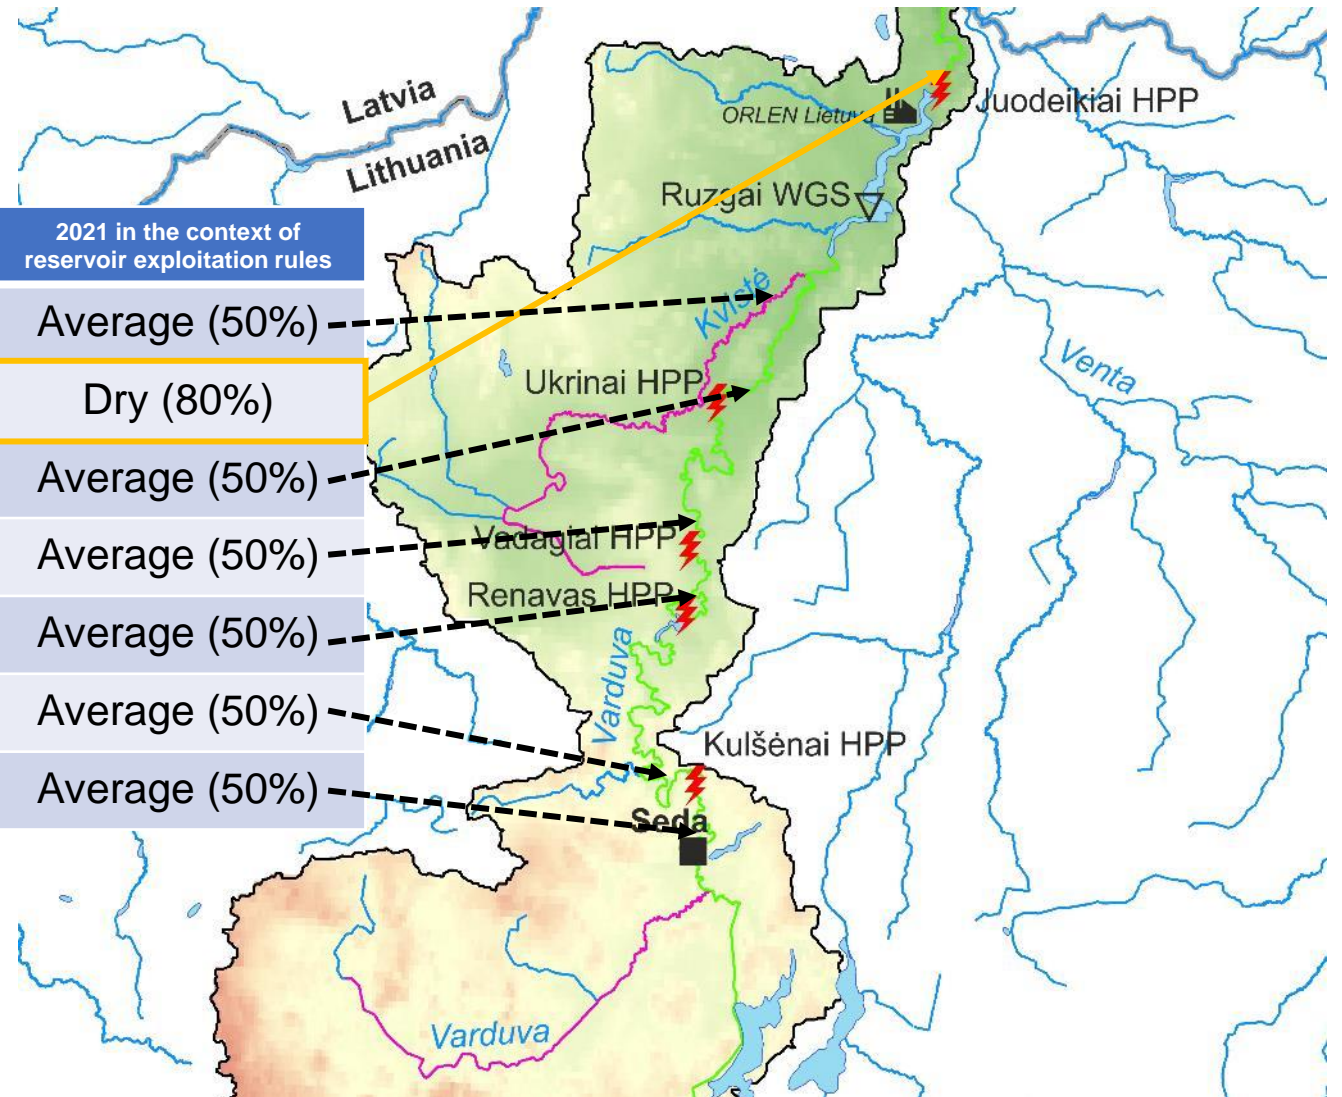 Latvia
Lithuania
ORLEN Lietuva
Juodeikiai HPP
Ruzgai WGS
2021 in the context of
reservoir exploitation rules
Average (50%)
Dry (80%)
Average (50%)
Average (50%)
Average (50%)
Average (50%)
Average (50%)
Kvistė
Venta
Ukrinai HPP
Vadagiai HPP
Renavas HPP
Varduva
Kulšėnai HPP
Seda
Varduva